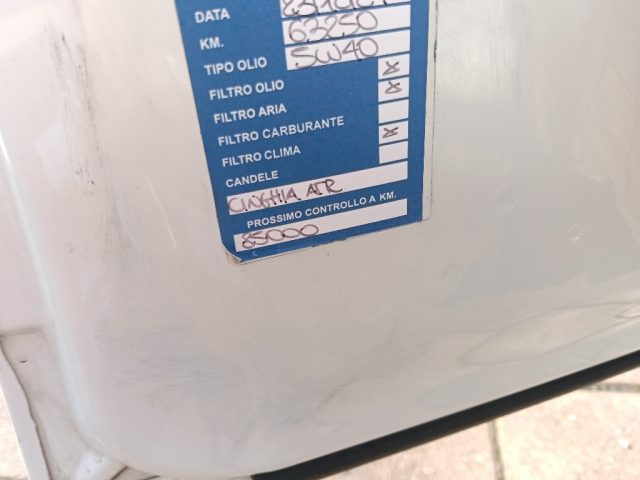 DATA
KM. 63250
TIPO OLIO 5W40
FILTRO OLIO X
FILTRO ARIA X
FILTRO CARBURANTE
FILTRO CLIMA X
CANDELE
CINGHIA ATR
PROSSIMO CONTROLLO A KM.
85000